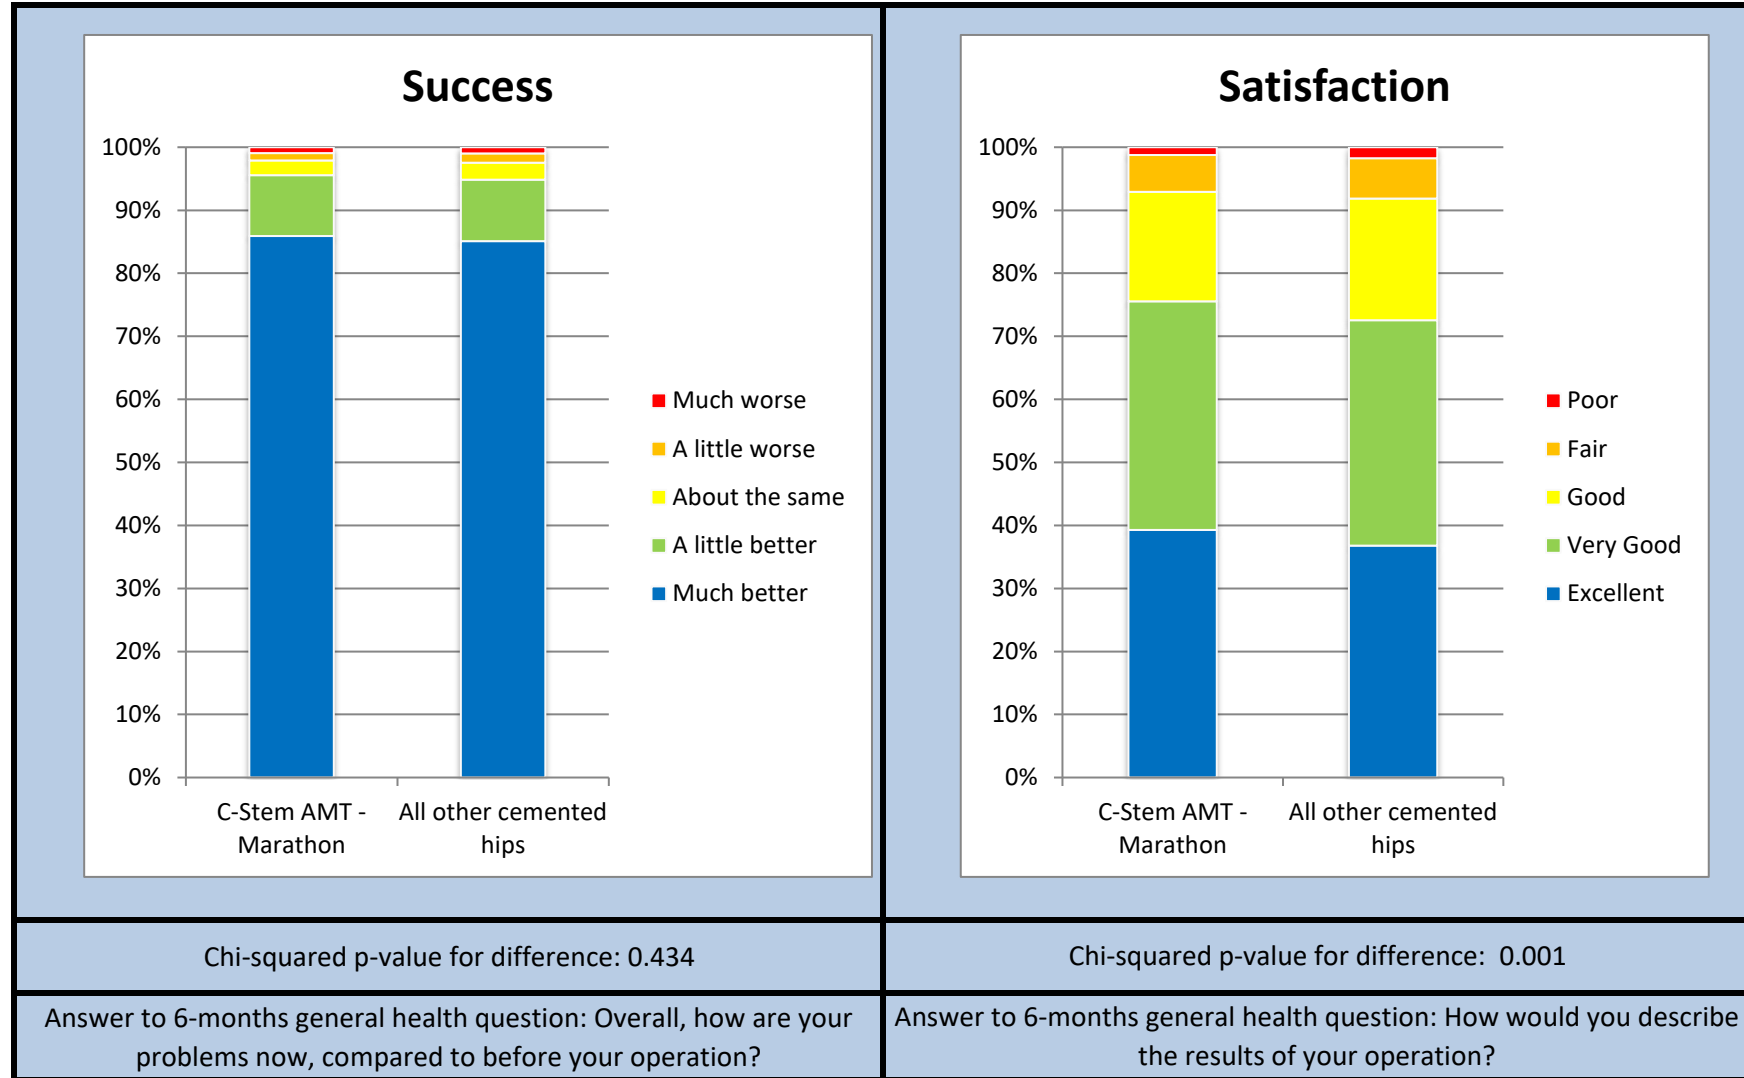 Success
100%
90%
80%
70%
60%
50%
40%
30%
20%
10%
0%
C-Stem AMT -
Marathon
All other cemented
hips
Much worse
A little worse
About the same
A little better
Much better
Satisfaction
100%
90%
80%
70%
60%
50%
40%
30%
20%
10%
0%
C-Stem AMT -
Marathon
All other cemented
hips
Poor
Fair
Good
Very Good
Excellent
Chi-squared p-value for difference: 0.434
Chi-squared p-value for difference:  0.001
Answer to 6-months general health question: Overall, how are your
problems now, compared to before your operation?
Answer to 6-months general health question: How would you describe
the results of your operation?